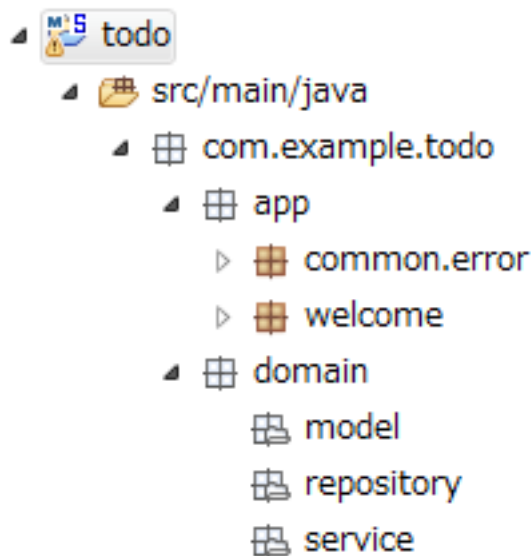 todo
src/main/java
com.example.todo
app
common.error
welcome
domain
model
repository
service